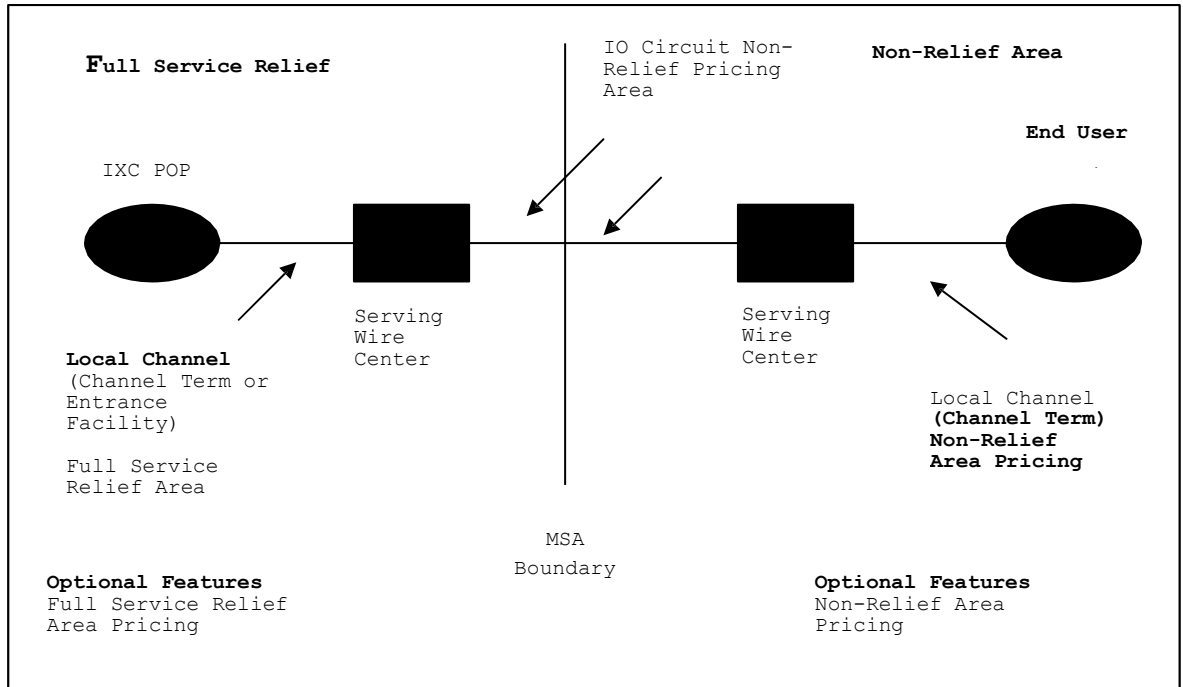 Full Service Relief
IO Circuit Non-
Relief Pricing
Area
Non-Relief Area
End User
IXC POP
Serving
Wire
Center
Serving
Wire
Center
Local Channel
(Channel Term or
Entrance
Facility)
Full Service
Relief Area
Local Channel
(Channel Term)
Non-Relief
Area Pricing
MSA
Boundary
Optional Features
Full Service Relief
Area Pricing
Optional Features
Non-Relief Area
Pricing